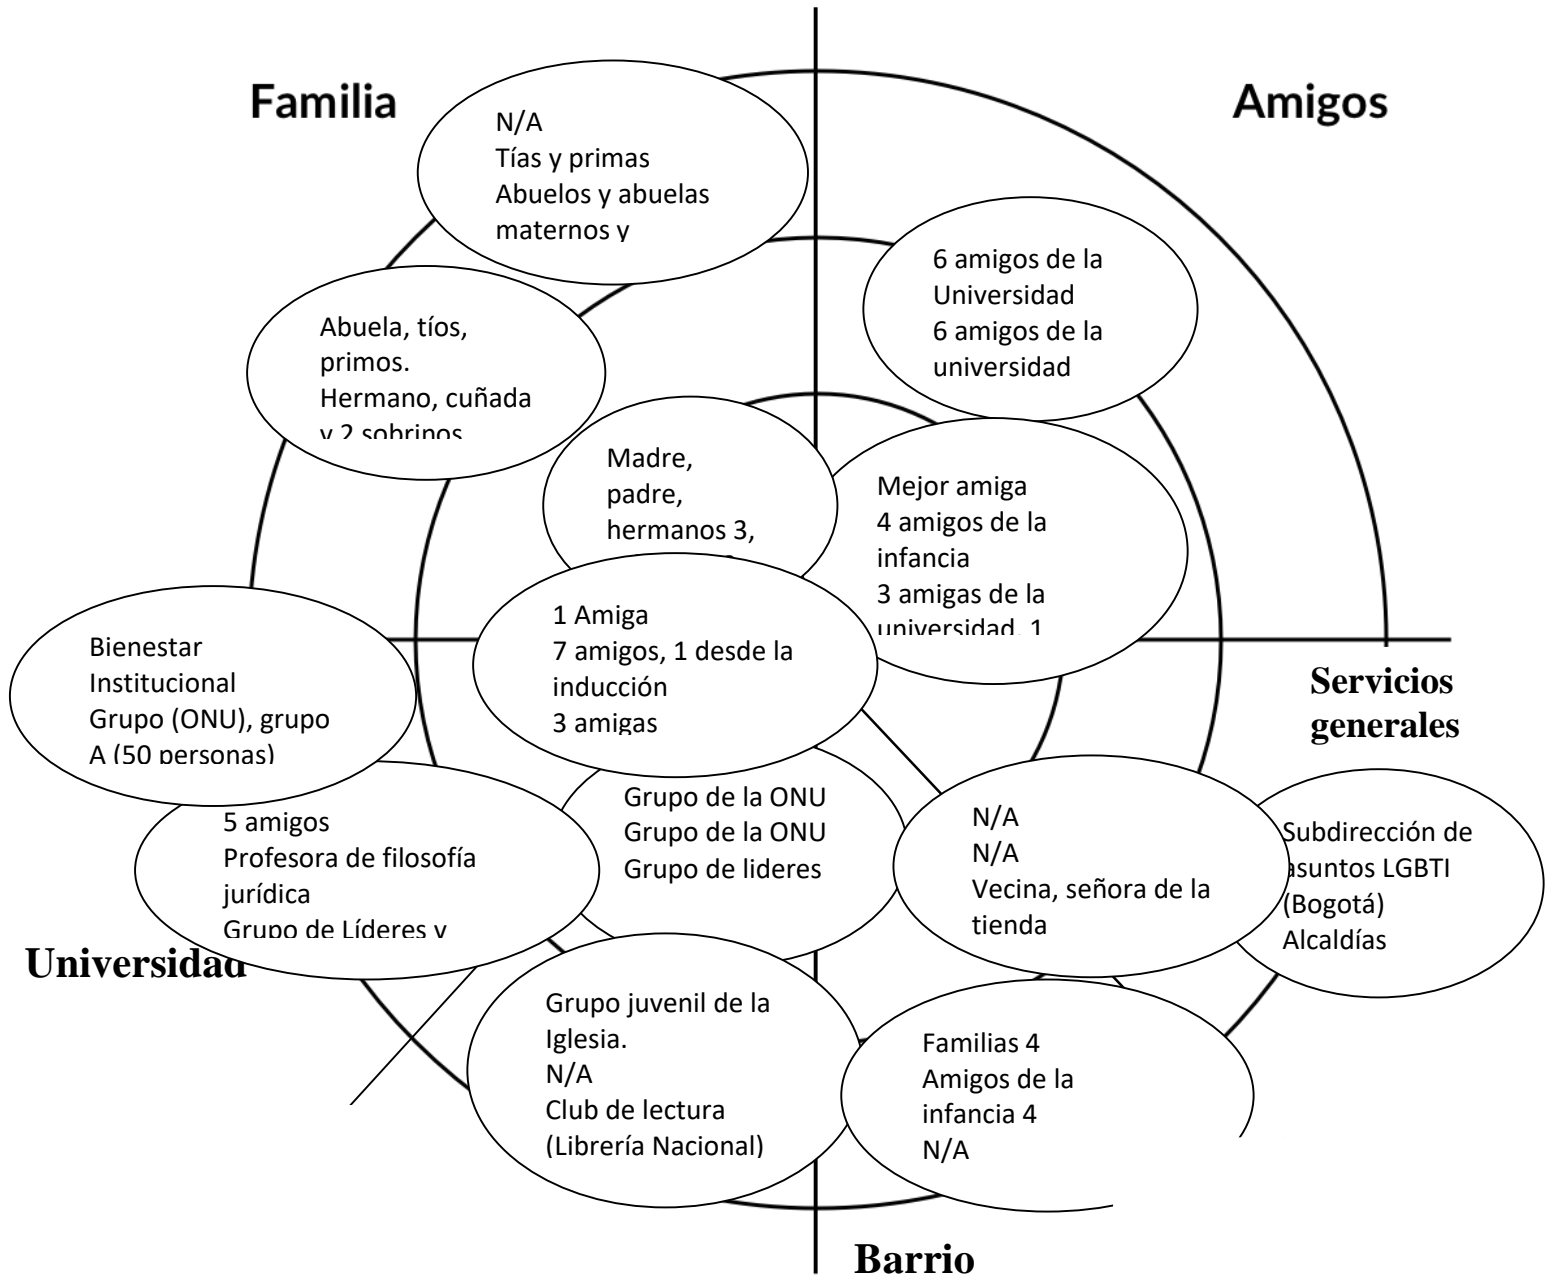 Familia
Amigos
N/A
Tías y primas
Abuelos y abuelas
maternos y
6 amigos de la
Universidad
6 amigos de la
universidad
Abuela, tíos,
primos.
Hermano, cuñada
y 2 sobrinos
Madre,
padre,
hermanos 3,
Mejor amiga
4 amigos de la
infancia
3 amigas de la
universidad. 1
1 Amiga
7 amigos, 1 desde la
inducción
3 amigas
Bienestar
Institucional
Grupo (ONU), grupo
A (50 personas)
Servicios
generales
5 amigos
Profesora de filosofía
jurídica
Grupo de Líderes y
Grupo de la ONU
Grupo de la ONU
Grupo de lideres
N/A
N/A
Vecina, señora de la
tienda
Subdirección de
asuntos LGBTI
(Bogotá)
Alcaldías
Universidad
Grupo juvenil de la
Iglesia.
N/A
Club de lectura
(Librería Nacional)
Familias 4
Amigos de la
infancia 4
N/A
Barrio